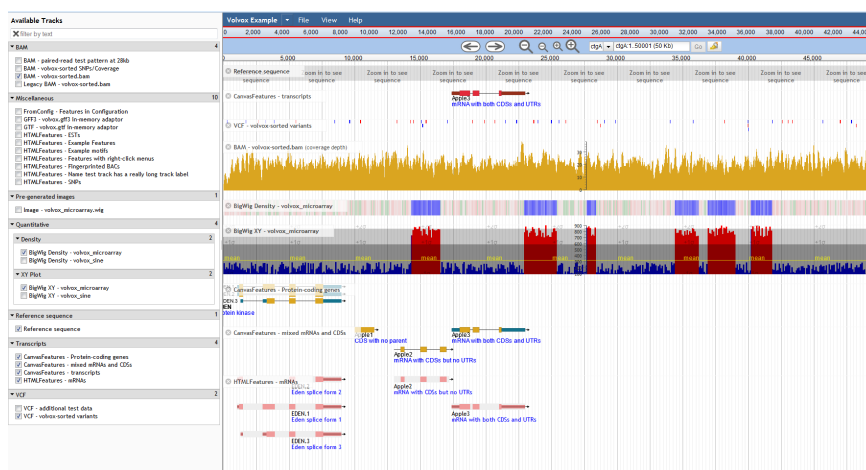 Available Tracks
filter by text
BAM 4
BAM - paired-read test pattern at 28kb
BAM - volvox-sorted SNPs/Coverage
BAM - volvox-sorted.bam
Legacy BAM - volvox-sorted.bam
Miscellaneous 10
FromConfig - Features in Configuration
GFF3 - volvox.gff3 in-memory adaptor
GTF - volvox.gtf in-memory adaptor
HTMLFeatures - ESTs
HTMLFeatures - Example Features
HTMLFeatures - Example motifs
HTMLFeatures - Features with right-click menus
HTMLFeatures - Fingerprinted BACs
HTMLFeatures - Name test track has a really long track label
HTMLFeatures - SNPs
Pre-generated images 1
Image - volvox_microarray.wig
Quantitative 4
Density 2
BigWig Density - volvox_microarray
BigWig Density - volvox_sine
XY Plot 2
BigWig XY - volvox_microarray
BigWig XY - volvox_sine
Reference sequence 1
Reference sequence
Transcripts 4
CanvasFeatures - Protein-coding genes
CanvasFeatures - mixed mRNAs and CDSs
CanvasFeatures - transcripts
HTMLFeatures - mRNAs
VCF 2
VCF - additional test data
VCF - volvox-sorted variants
Volvox Example File View Help
0 2,000 4,000 6,000 8,000 10,000 12,000 14,000 16,000 18,000 20,000 22,000 24,000 26,000 28,000 30,000 32,000 34,000 36,000 38,000 40,000 42,000 44,00
ctgA ctgA:1..50001 (50 Kb) Go
5,000 10,000 15,000 20,000 25,000 30,000 35,000 40,000 45,000
Reference sequence
Zoom in to see Zoom in to see Zoom in to see Zoom in to see Zoom in to see Zoom in to see Zoom in to see Zoom in to see
sequence sequence sequence sequence sequence sequence sequence sequence sequence
CanvasFeatures - transcripts
Apple3
mRNA with both CDSs and UTRs
VCF - volvox-sorted variants
BAM - volvox-sorted.bam (coverage depth)
BigWig Density - volvox_microarray
BigWig XY - volvox_microarray
mean mean mean mean mean mean mean
CanvasFeatures - Protein-coding genes
EDEN.3
EDEN
protein kinase
CanvasFeatures - mixed mRNAs and CDSs
CDS with no parent
Apple3
mRNA with both CDSs and UTRs
Apple2
mRNA with CDSs but no UTRs
HTMLFeatures - mRNAs
EDEN.2
Eden splice form 2
Apple2
mRNA with CDSs but no UTRs
EDEN.1
Eden splice form 1
Apple3
mRNA with both CDSs and UTRs
EDEN.3
Eden splice form 3